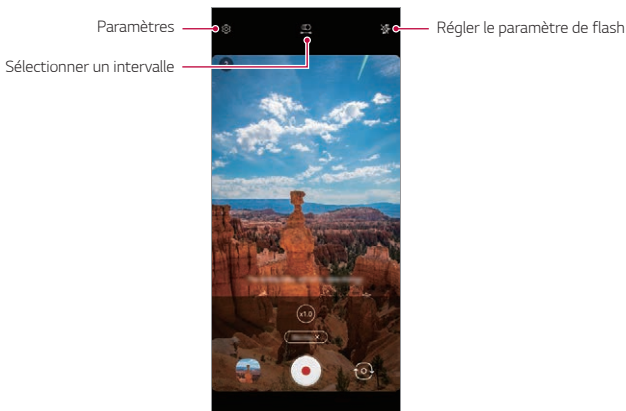 Paramètres
Régler le paramètre de flash
Sélectionner un intervalle
x1.0